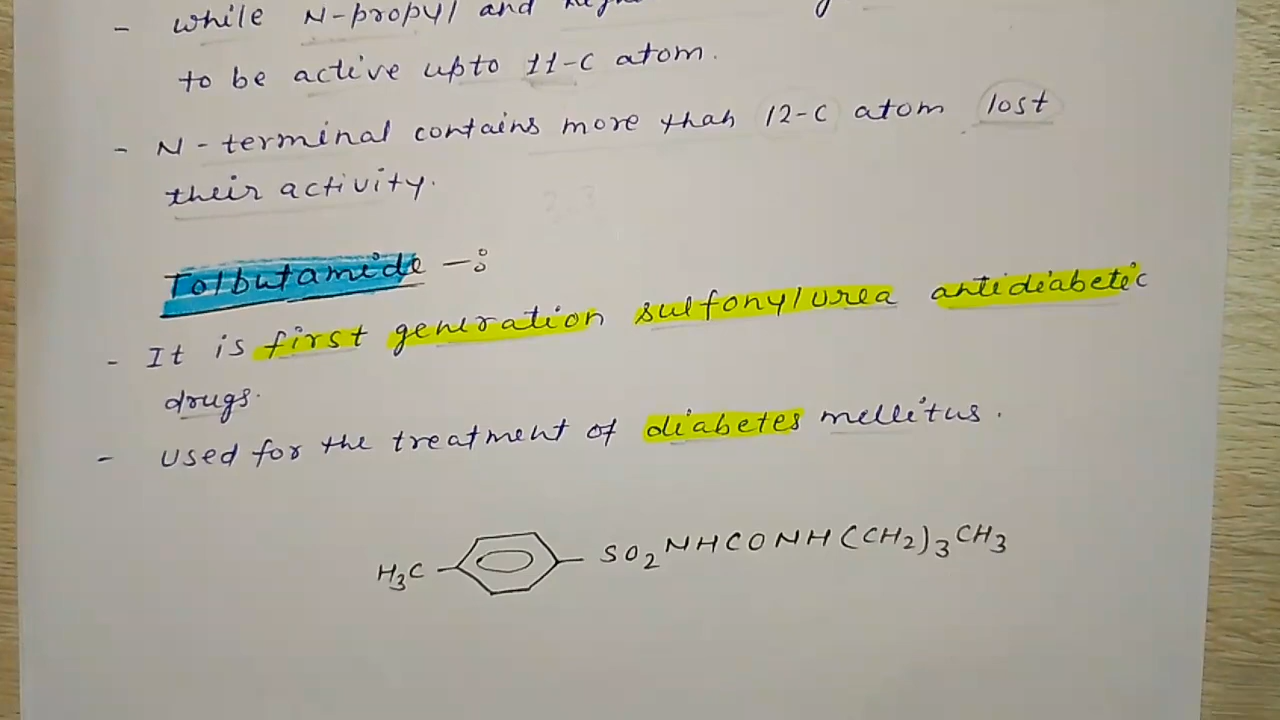 - while N-propyl and
to be active upto 11-C atom.
- N-terminal contains more than 12-C atom lost
their activity.
Tolbutamide -:
- It is first generation sulfonylurea antidiabetic
drugs.
- used for the treatment of diabetes mellitus.
H3C SO2NHCONH(CH2)3CH3